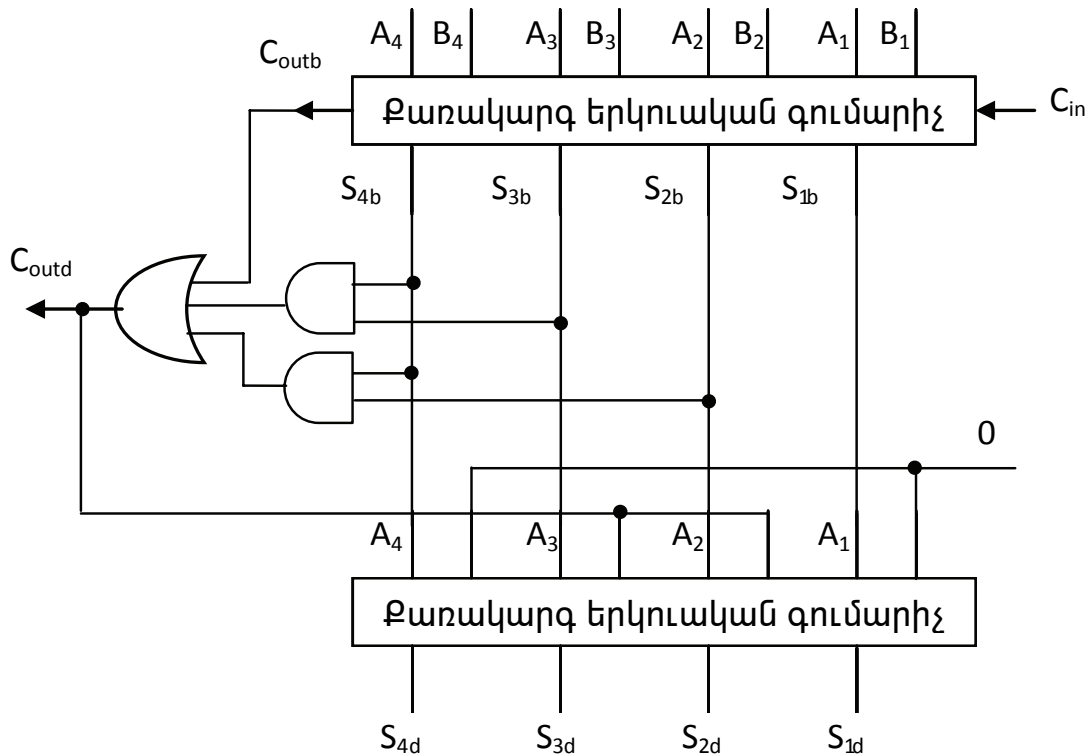 A4 B4 A3 B3 A2 B2 A1 B1
Coutb
Քառակարգ երկուական գումարիչ
Cin
S4b S3b S2b S1b
Coutd
0
A4 A3 A2 A1
Քառակարգ երկուական գումարիչ
S4d S3d S2d S1d